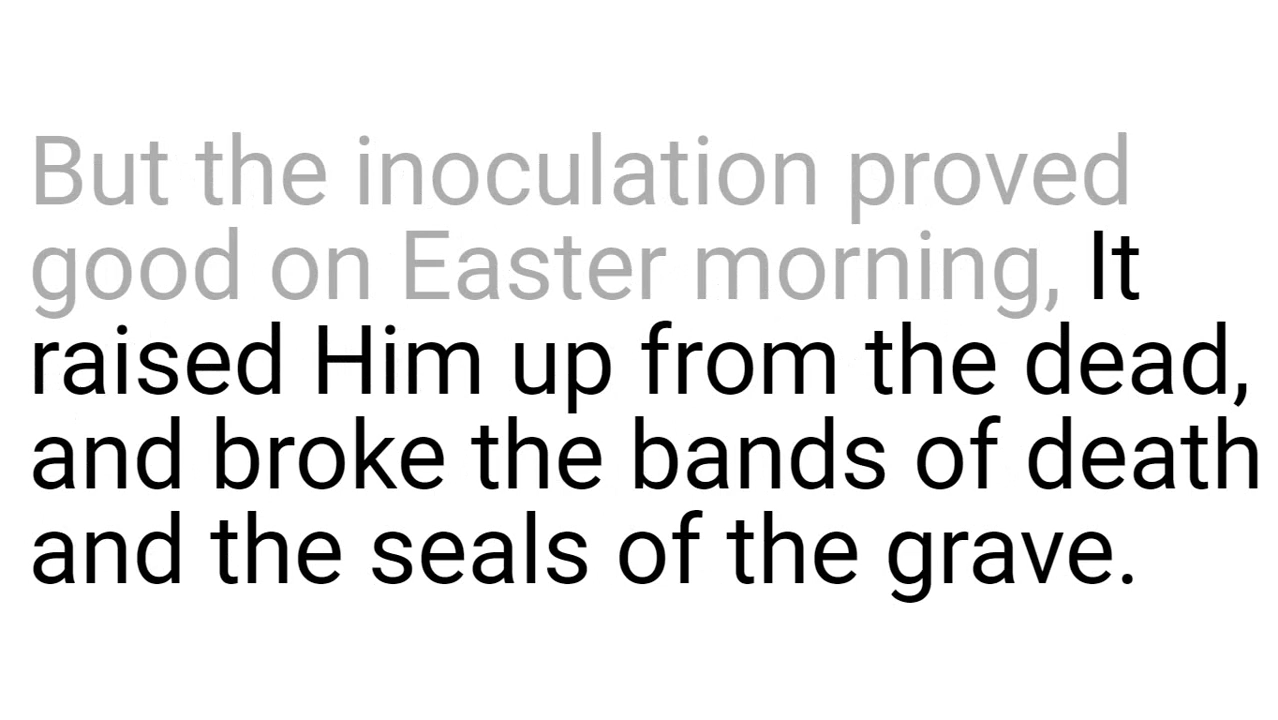 But the inoculation proved
good on Easter morning, It
raised Him up from the dead,
and broke the bands of death
and the seals of the grave.